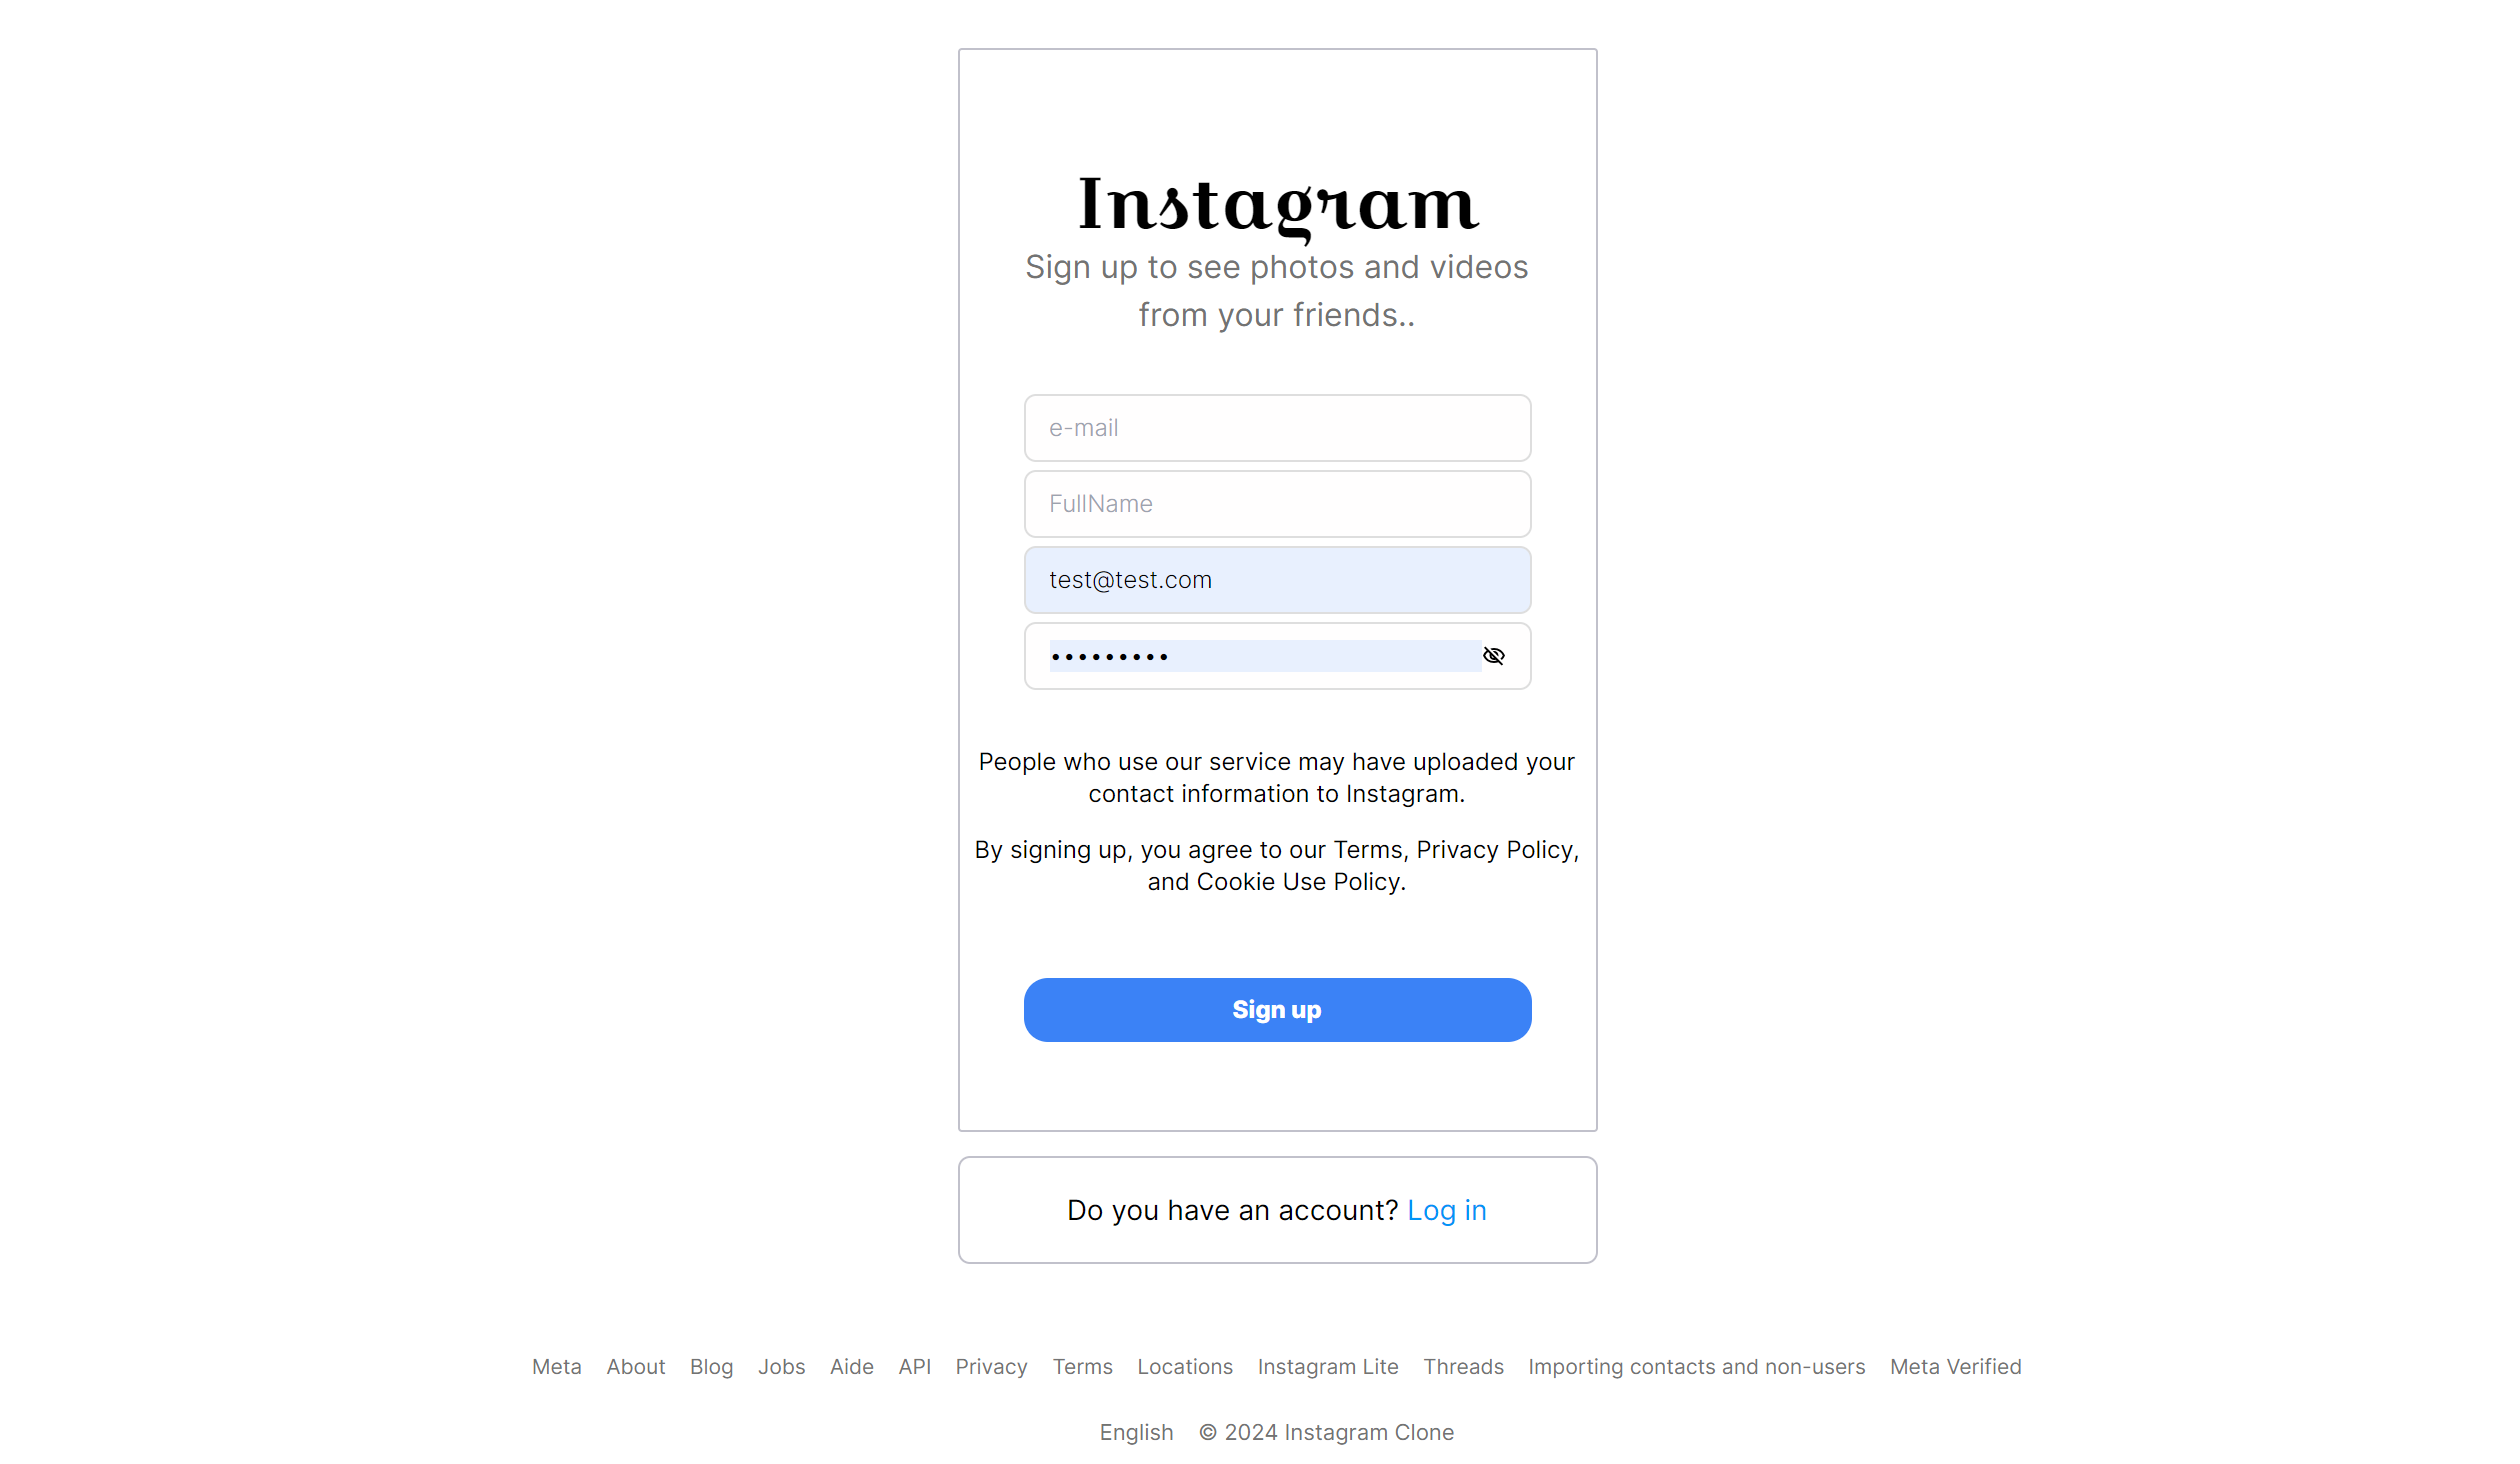 Instagram
Sign up to see photos and videos
from your friends..
e-mail
FullName
test@test.com
•••••••••
People who use our service may have uploaded your
contact information to Instagram.
By signing up, you agree to our Terms, Privacy Policy,
and Cookie Use Policy.
Sign up
Do you have an account? Log in
Meta About Blog Jobs Aide API Privacy Terms Locations Instagram Lite Threads Importing contacts and non-users Meta Verified
English © 2024 Instagram Clone